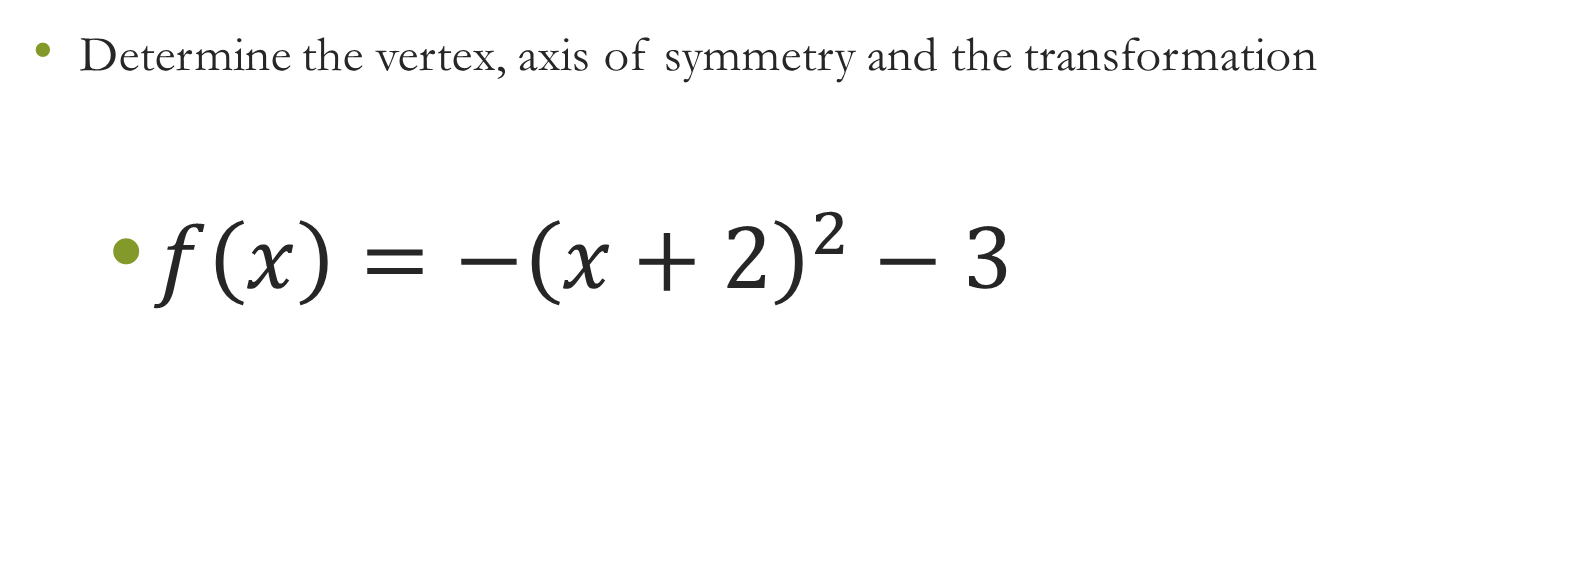 • Determine the vertex, axis of symmetry and the transformation
• 𝑓(𝑥) = −(𝑥 + 2)² − 3